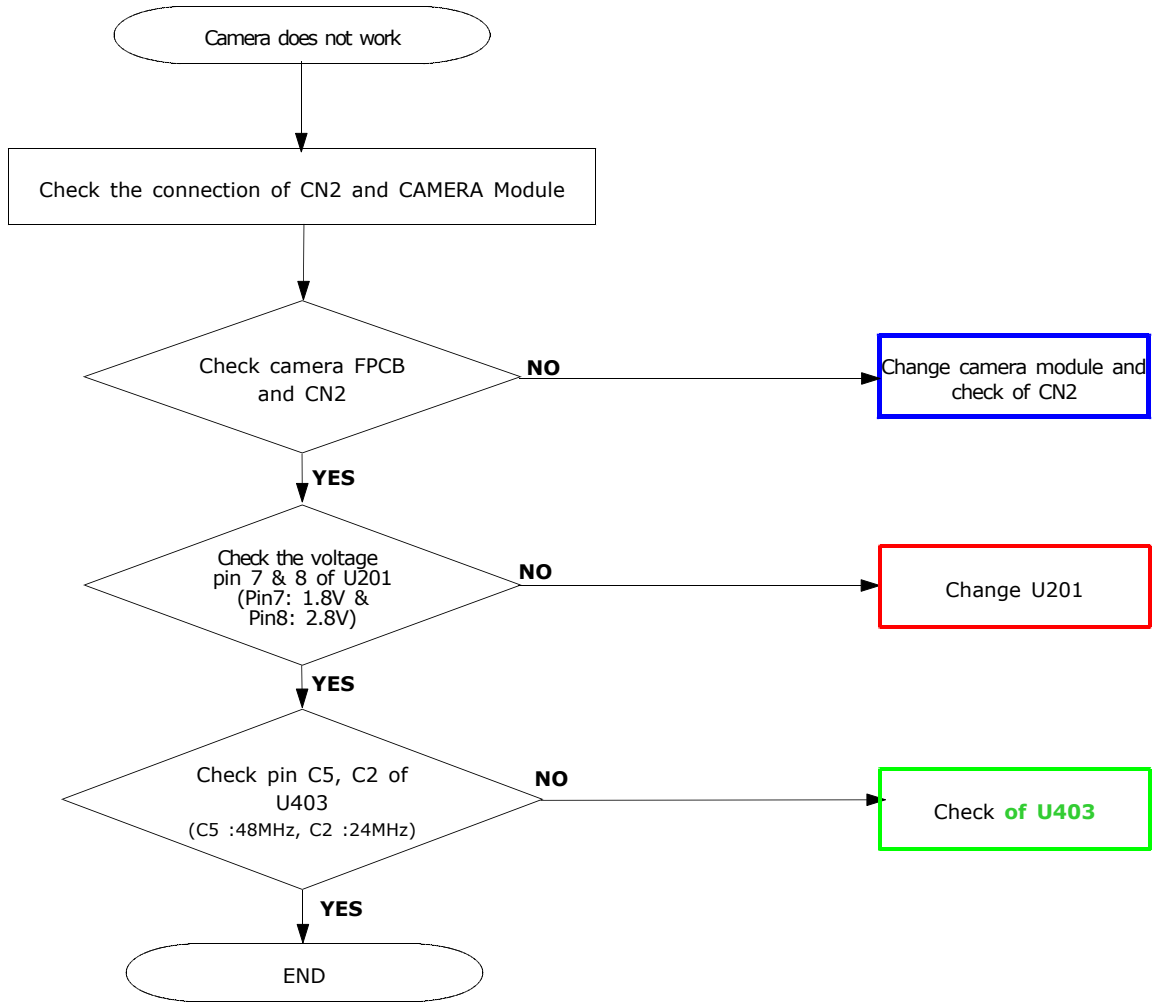 Camera does not work
Check the connection of CN2 and CAMERA Module
Check camera FPCB
and CN2
NO
Change camera module and
check of CN2
YES
Check the voltage
pin 7 & 8 of U201
(Pin7: 1.8V &
Pin8: 2.8V)
NO
Change U201
YES
Check pin C5, C2 of
U403
(C5 :48MHz, C2 :24MHz)
NO
Check of U403
YES
END